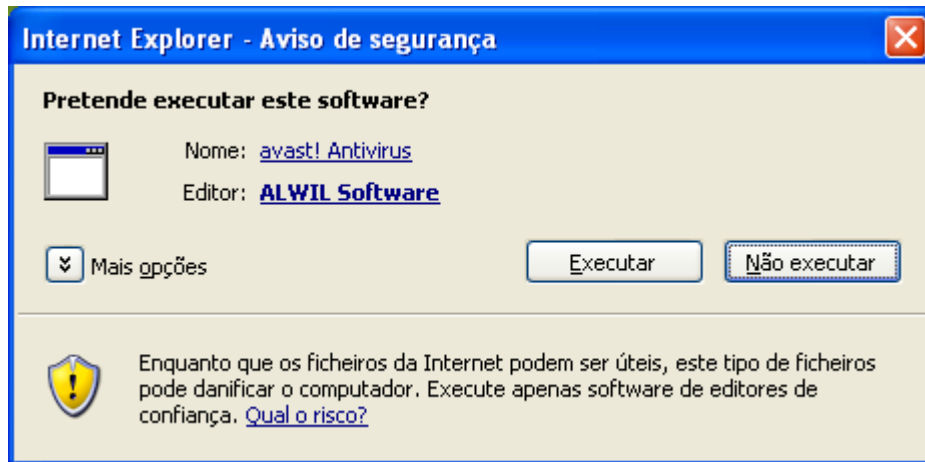 Internet Explorer - Aviso de segurança
Pretende executar este software?
Nome: avast! Antivirus
Editor: ALWIL Software
Mais opções
Executar
Não executar
Enquanto que os ficheiros da Internet podem ser úteis, este tipo de ficheiros
pode danificar o computador. Execute apenas software de editores de
confiança. Qual o risco?